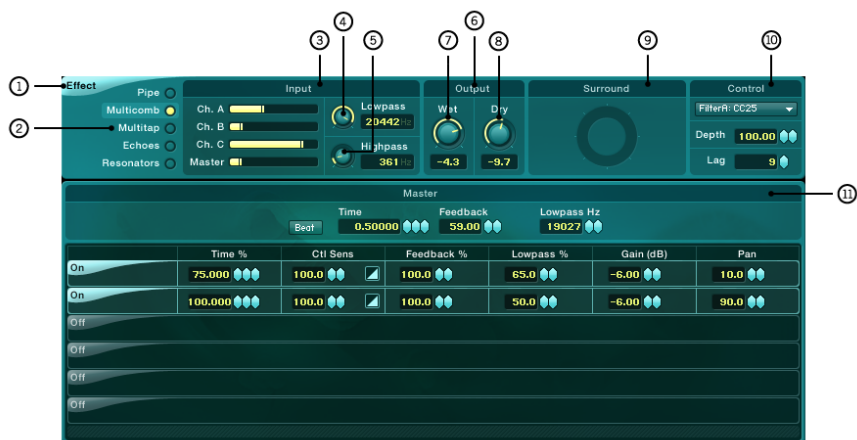 ① ② ③ ④ ⑤ ⑥ ⑦ ⑧ ⑨ ⑩ ⑪
Effect
Pipe
Multicomb
Multitap
Echoes
Resonators
Input
Ch. A
Ch. B
Ch. C
Master
Lowpass
20442 Hz
Highpass
361 Hz
Output
Wet Dry
-4.3 -9.7
Surround
Control
FilterA: CC25
Depth 100.00
Lag 9
Master
Time Feedback Lowpass Hz
Beat 0.50000 59.00 19027
Time % Ctl Sens Feedback % Lowpass % Gain (dB) Pan
On 75.000 100.0 100.0 65.0 -6.00 10.0
On 100.000 100.0 100.0 50.0 -6.00 90.0
Off
Off
Off
Off